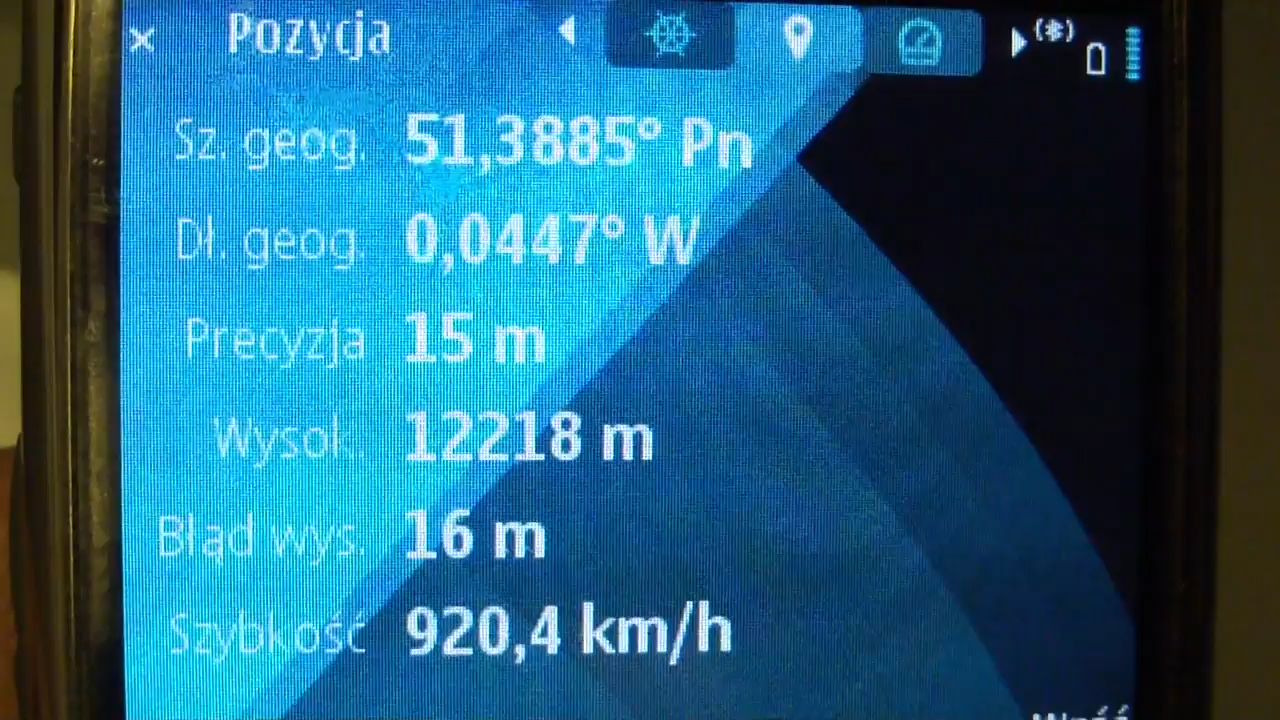 Pozycja
Sz. geog. 51,3885° Pn
Dł. geog. 0,0447° W
Precyzja 15 m
Wysok. 12218 m
Błąd wys. 16 m
Szybkość 920,4 km/h